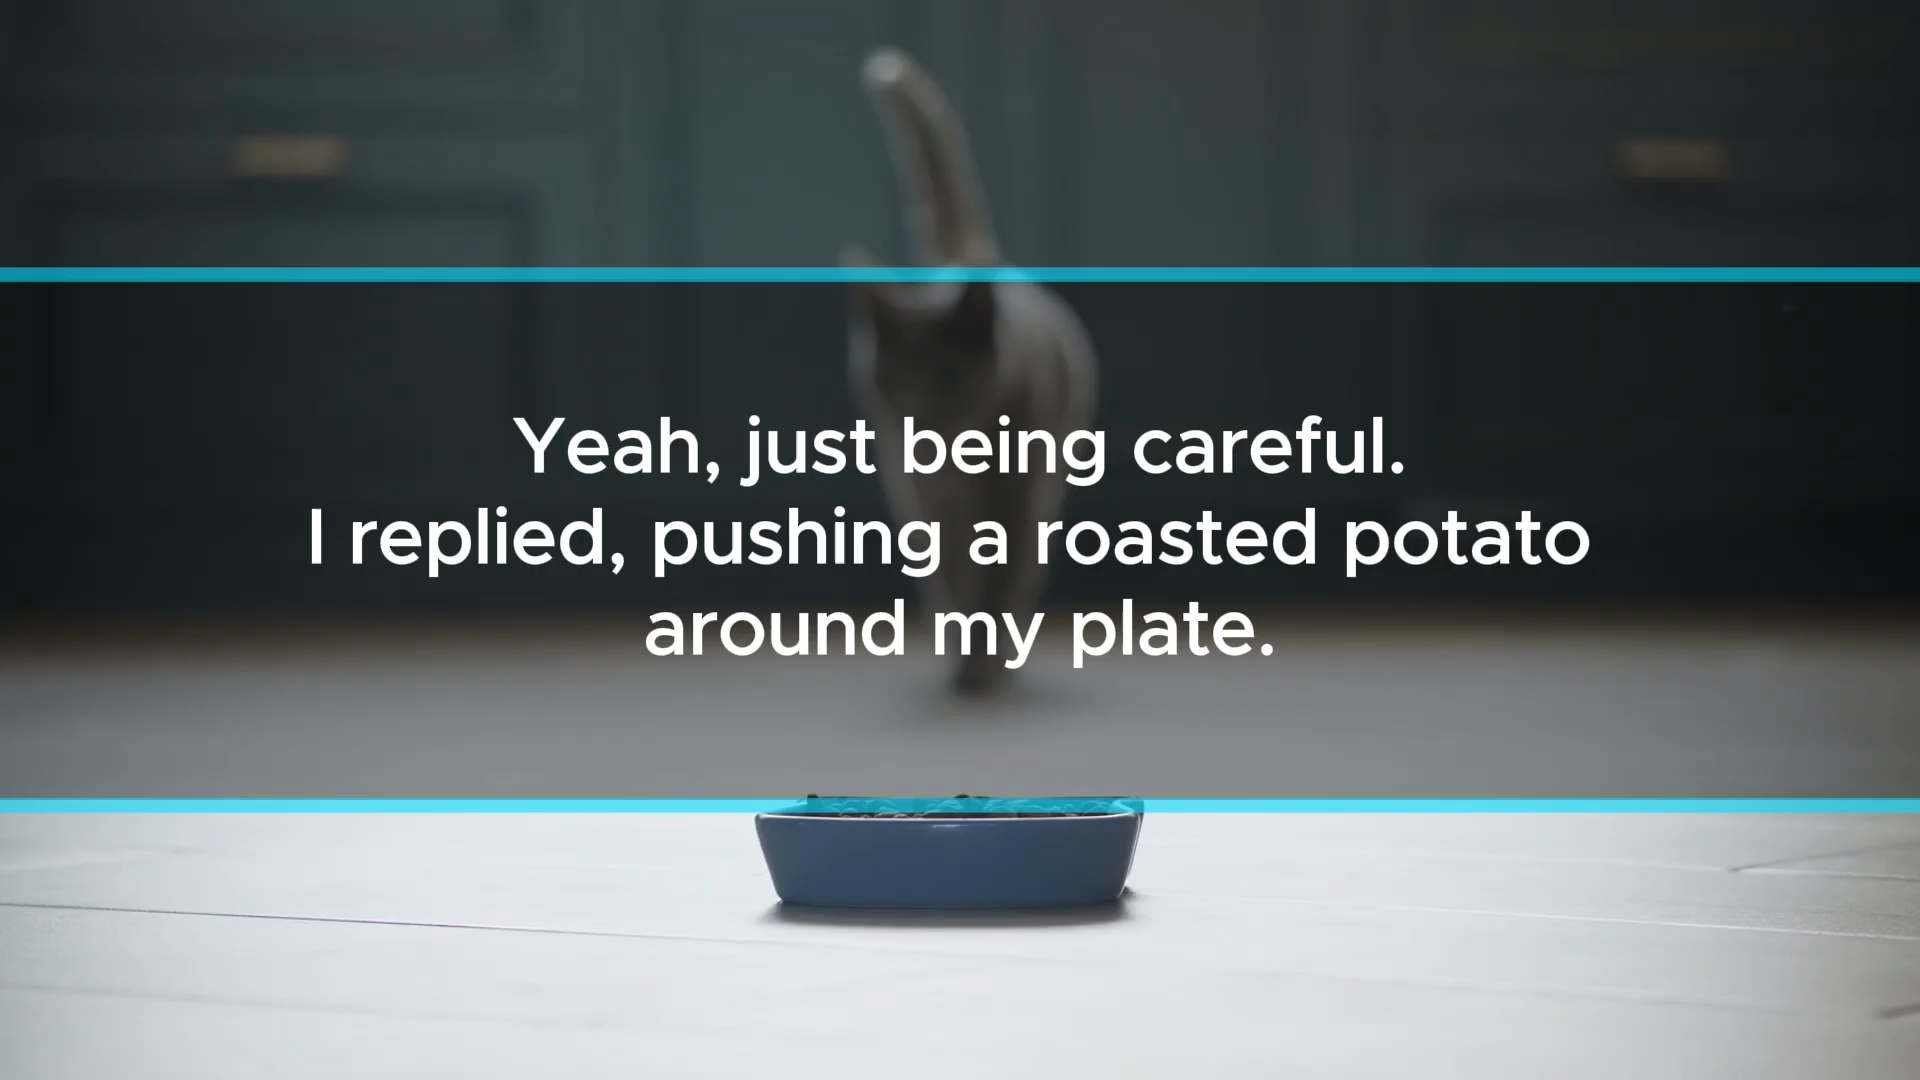 Yeah, just being careful.
I replied, pushing a roasted potato
around my plate.